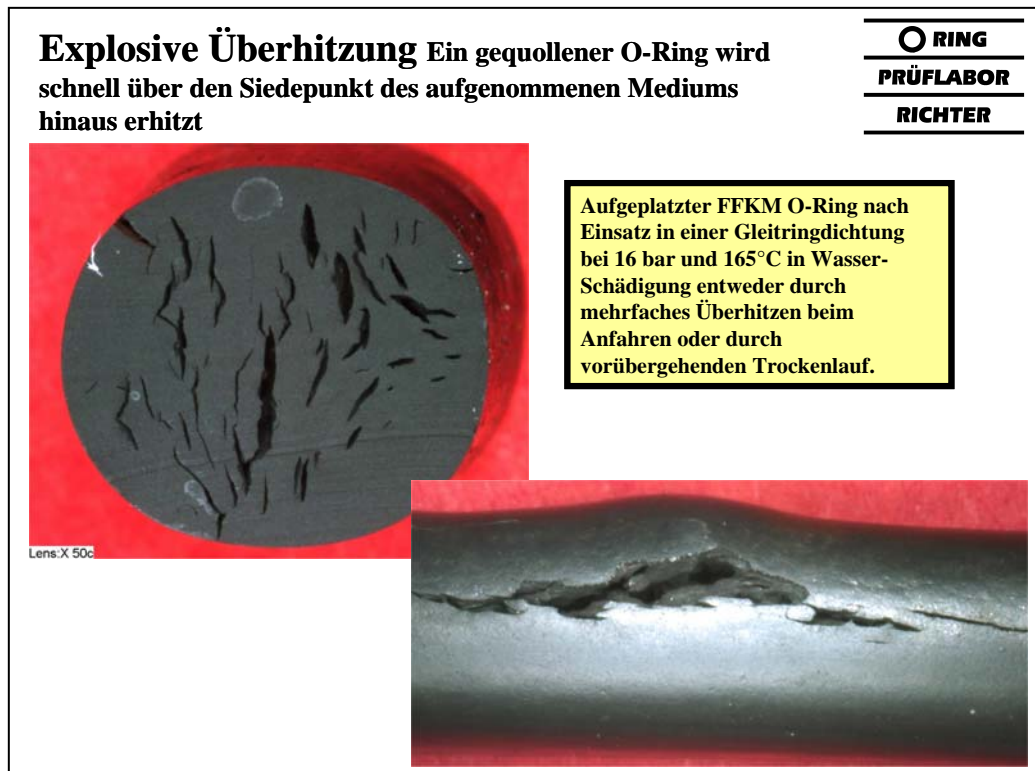 Explosive Überhitzung Ein gequollener O-Ring wird
schnell über den Siedepunkt des aufgenommenen Mediums
hinaus erhitzt
O RING
PRÜFLABOR
RICHTER
Aufgeplatzter FFKM O-Ring nach
Einsatz in einer Gleitringdichtung
bei 16 bar und 165°C in Wasser-
Schädigung entweder durch
mehrfaches Überhitzen beim
Anfahren oder durch
vorübergehenden Trockenlauf.
Lens:X 50c